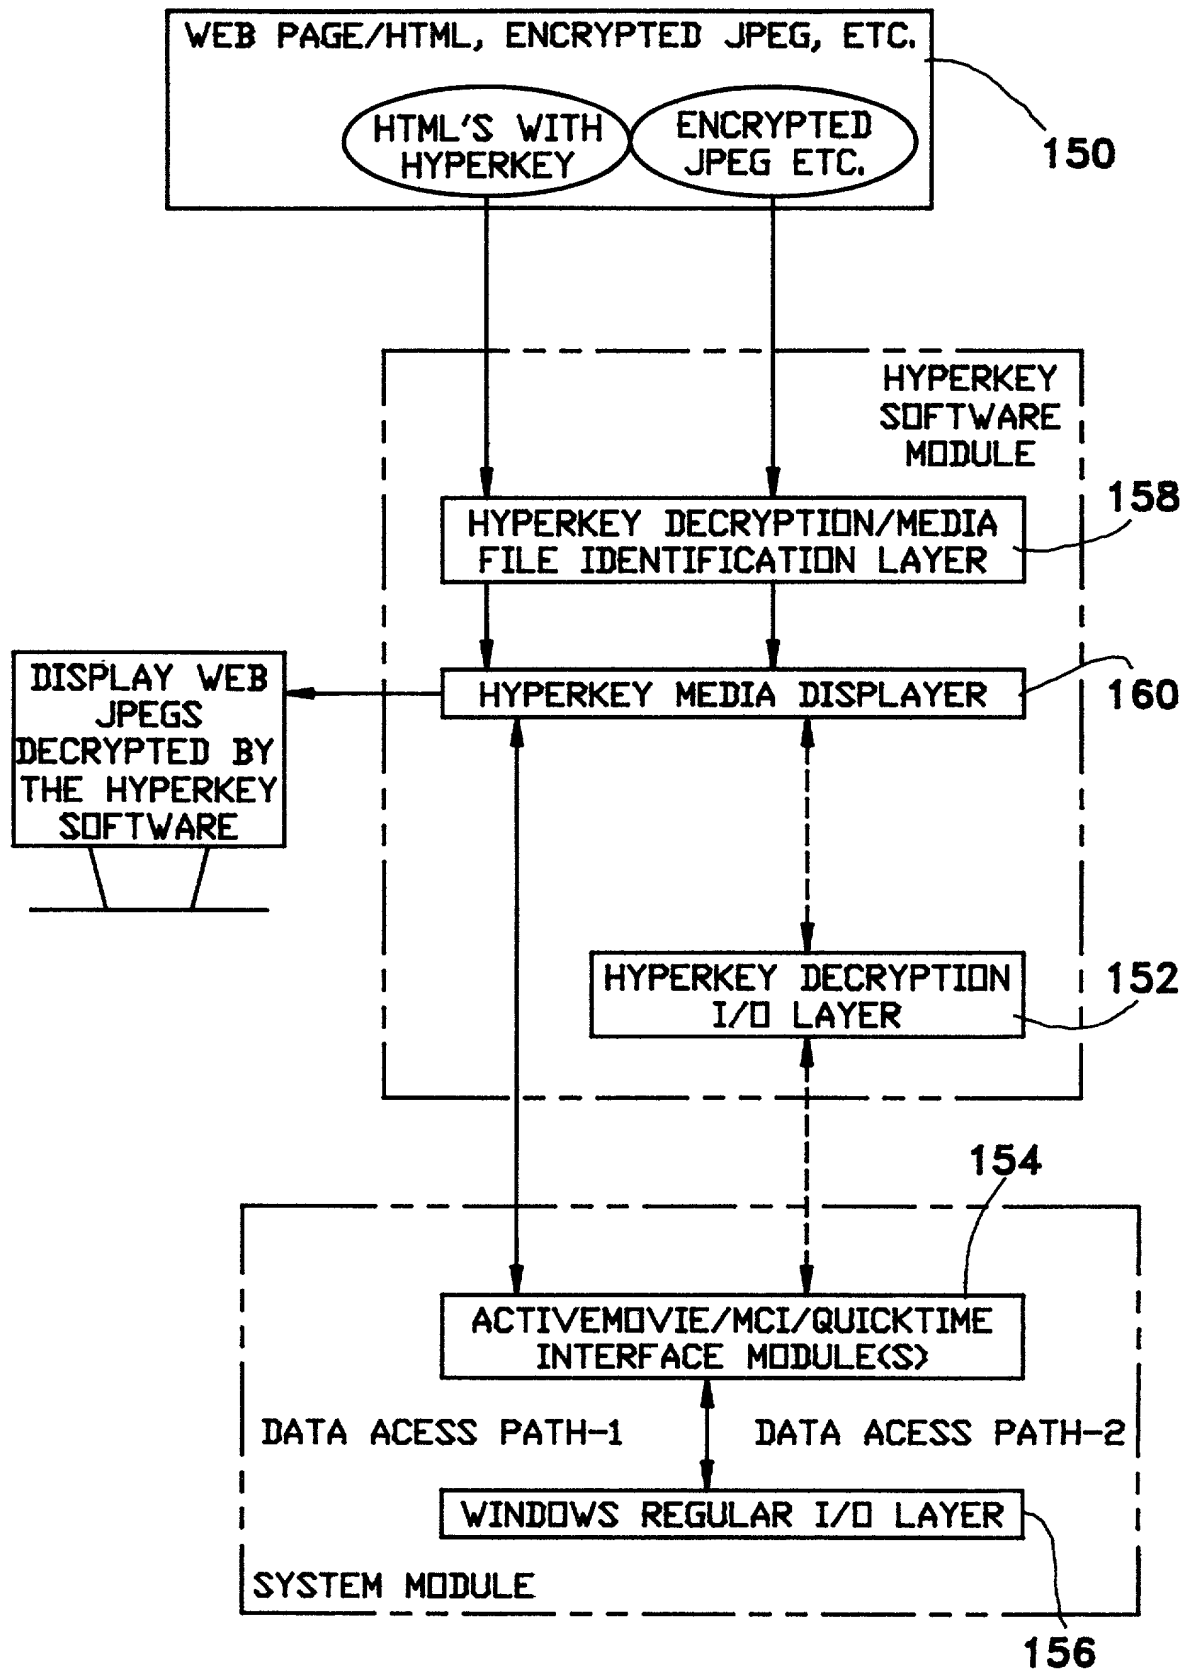 WEB PAGE/HTML, ENCRYPTED JPEG, ETC.
HTML'S WITH
HYPERKEY
ENCRYPTED
JPEG ETC.
150
HYPERKEY
SOFTWARE
MODULE
158
HYPERKEY DECRYPTION/MEDIA
FILE IDENTIFICATION LAYER
DISPLAY WEB
JPEGS
DECRYPTED BY
THE HYPERKEY
SOFTWARE
HYPERKEY MEDIA DISPLAYER
160
HYPERKEY DECRYPTION
I/O LAYER
152
154
ACTIVEMOVIE/MCI/QUICKTIME
INTERFACE MODULE(S)
DATA ACESS PATH-1
DATA ACESS PATH-2
WINDOWS REGULAR I/O LAYER
SYSTEM MODULE
156